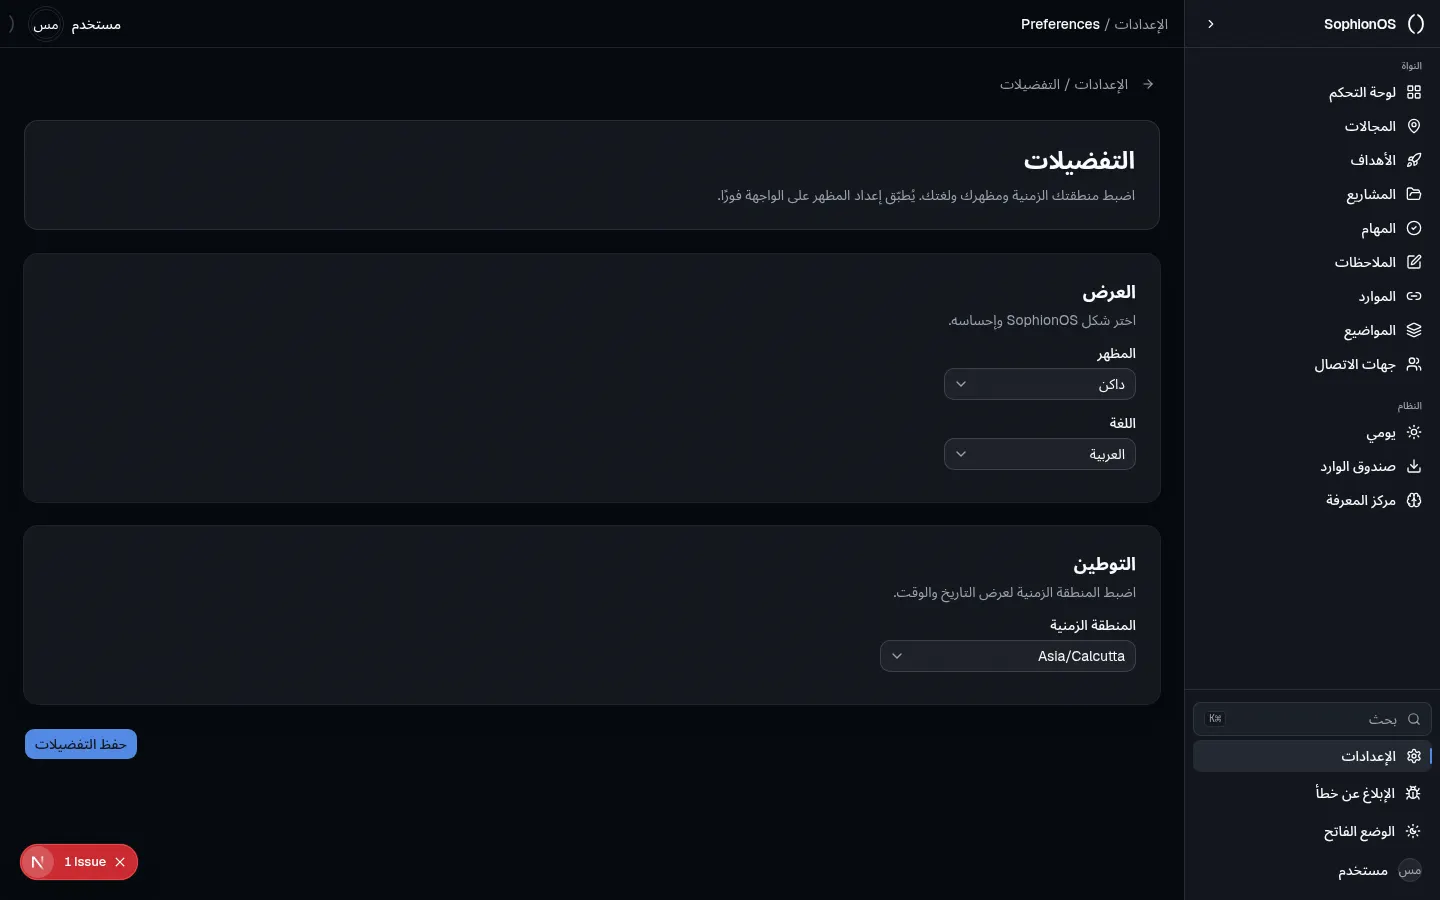 SophionOS
النواة
لوحة التحكم
المجالات
الأهداف
المشاريع
المهام
الملاحظات
الموارد
المواضيع
جهات الاتصال
النظام
يومي
صندوق الوارد
مركز المعرفة
بحث ⌘K
الإعدادات
الإبلاغ عن خطأ
الوضع الفاتح
مس مستخدم
الإعدادات / Preferences
مستخدم مس
الإعدادات / التفضيلات
التفضيلات
اضبط منطقتك الزمنية ومظهرك ولغتك. يُطبّق إعداد المظهر على الواجهة فورًا.
العرض
اختر شكل SophionOS وإحساسه.
المظهر
داكن
اللغة
العربية
التوطين
اضبط المنطقة الزمنية لعرض التاريخ والوقت.
المنطقة الزمنية
Asia/Calcutta
حفظ التفضيلات
N 1 Issue